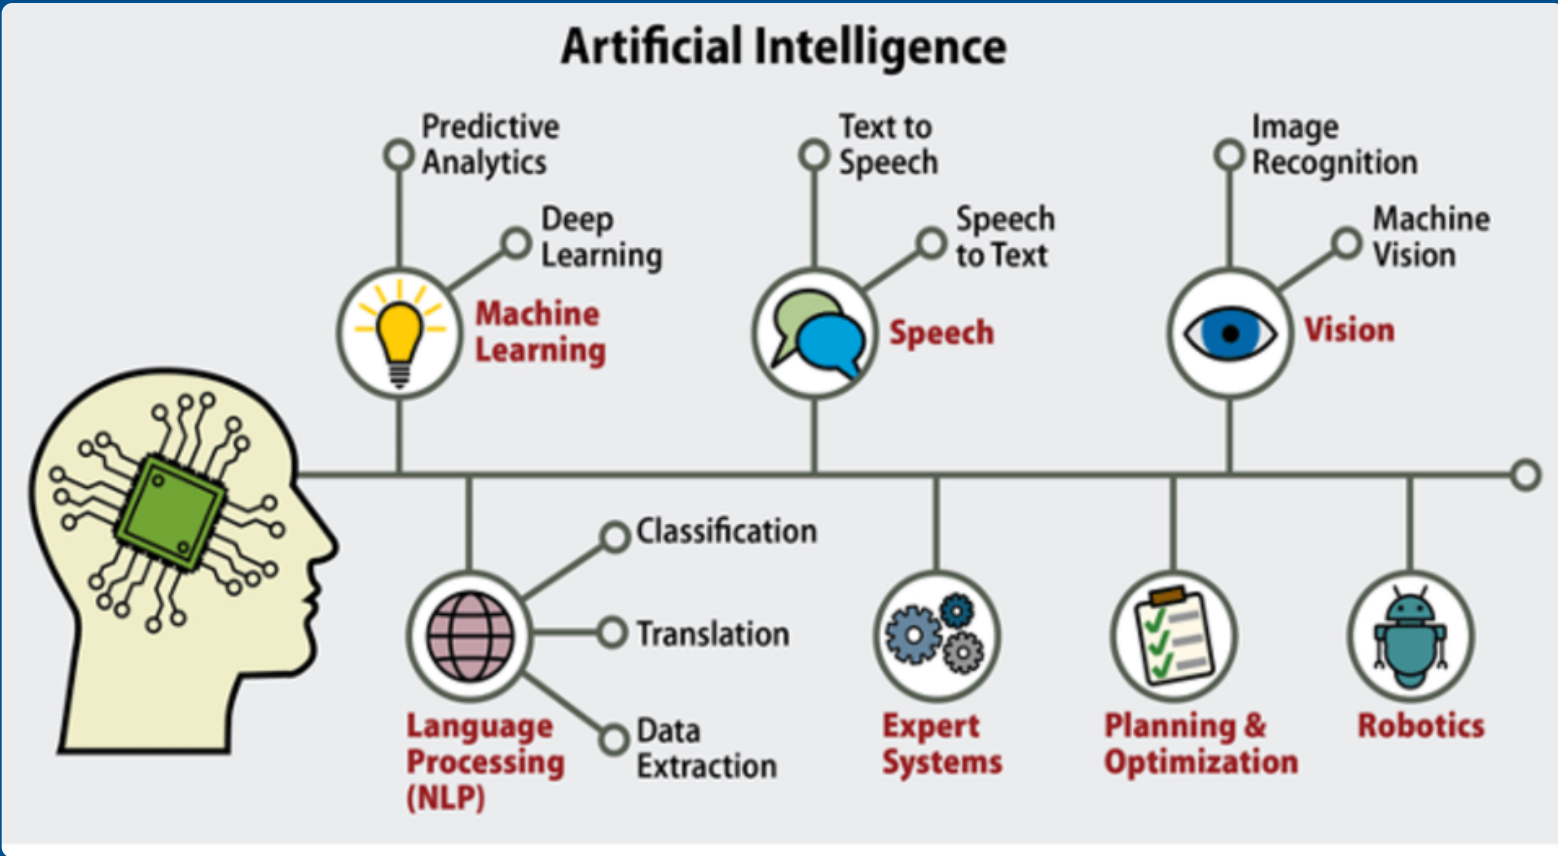 Artificial Intelligence
Predictive
Analytics
Deep
Learning
Machine
Learning
Text to
Speech
Speech
to Text
Speech
Image
Recognition
Machine
Vision
Vision
Classification
Translation
Data
Extraction
Language
Processing
(NLP)
Expert
Systems
Planning &
Optimization
Robotics